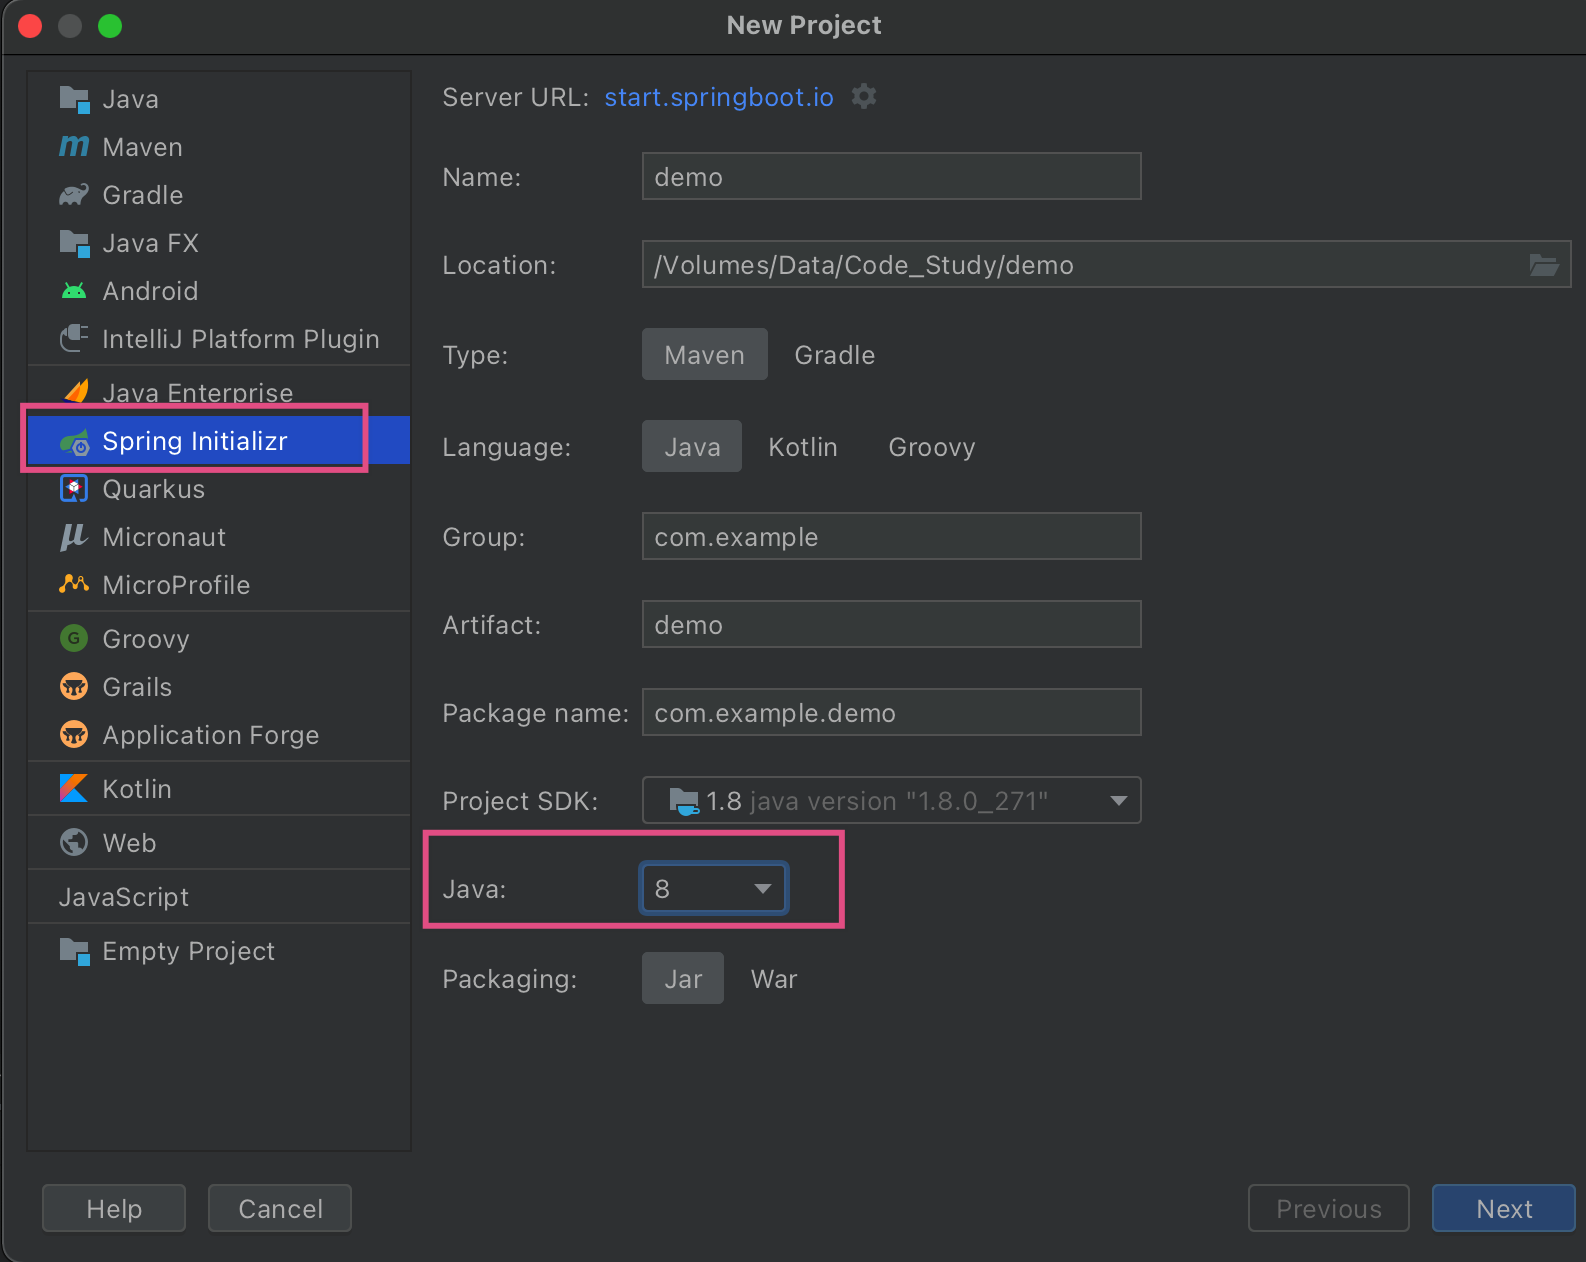 New Project
Java
Maven
Gradle
Java FX
Android
IntelliJ Platform Plugin
Java Enterprise
Spring Initializr
Quarkus
Micronaut
MicroProfile
Groovy
Grails
Application Forge
Kotlin
Web
JavaScript
Empty Project
Server URL: start.springboot.io
Name: demo
Location: /Volumes/Data/Code_Study/demo
Type: Maven Gradle
Language: Java Kotlin Groovy
Group: com.example
Artifact: demo
Package name: com.example.demo
Project SDK: 1.8 java version "1.8.0_271"
Java: 8
Packaging: Jar War
Help Cancel Previous Next